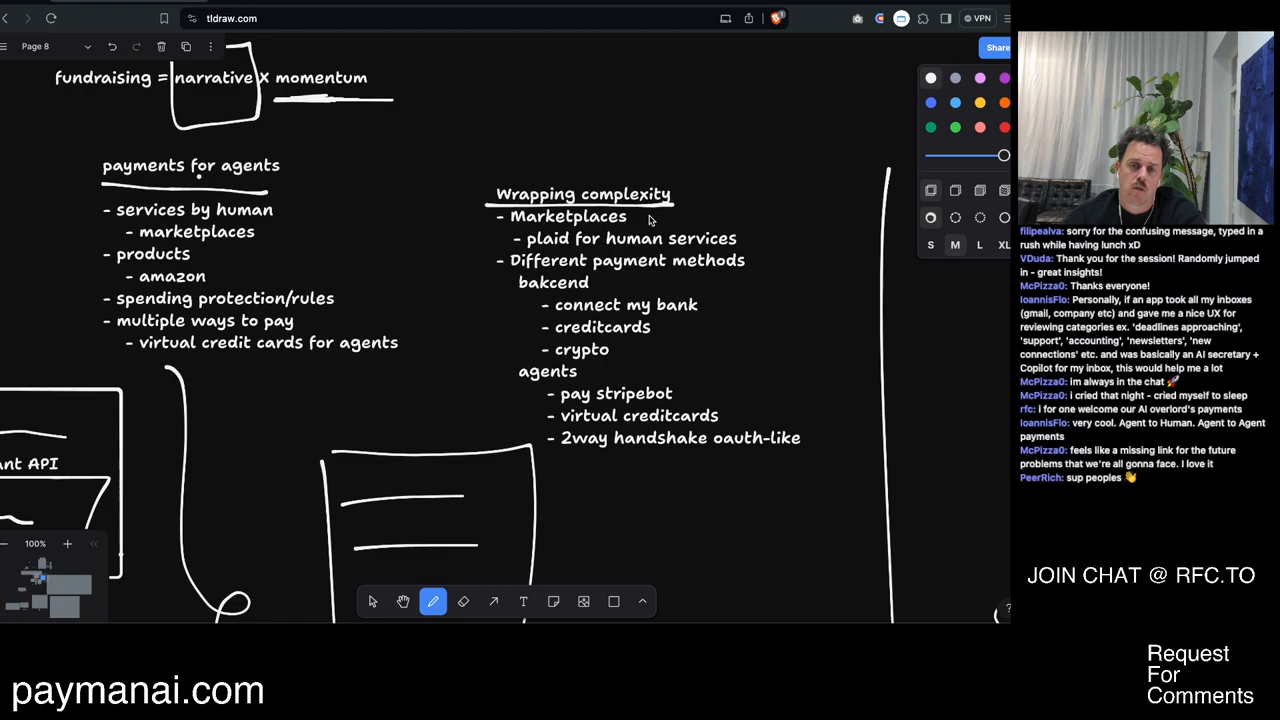 tldraw.com
VPN
Page 8
Share
fundraising = narrative x momentum
payments for agents
- services by human
- marketplaces
- products
- amazon
- spending protection/rules
- multiple ways to pay
- virtual credit cards for agents
Wrapping complexity
- Marketplaces
- plaid for human services
- Different payment methods
bakcend
- connect my bank
- creditcards
- crypto
agents
- pay stripebot
- virtual creditcards
- 2way handshake oauth-like
ant API
100%
S M L XL
?
filipealva: sorry for the confusing message, typed in a
rush while having lunch xD
VDuda: Thank you for the session! Randomly jumped
in - great insights!
McPizza0: Thanks everyone!
IoannisFlo: Personally, if an app took all my inboxes
(gmail, company etc) and gave me a nice UX for
reviewing categories ex. 'deadlines approaching',
'support', 'accounting', 'newsletters', 'new
connections' etc. and was basically an AI secretary +
Copilot for my inbox, this would help me a lot
McPizza0: im always in the chat 🚀
McPizza0: i cried that night - cried myself to sleep
rfc: i for one welcome our AI overlord's payments
IoannisFlo: very cool. Agent to Human. Agent to Agent
payments
McPizza0: feels like a missing link for the future
problems that we're all gonna face. I love it
PeerRich: sup peoples 👋
JOIN CHAT @ RFC.TO
Request
For
Comments
paymanai.com